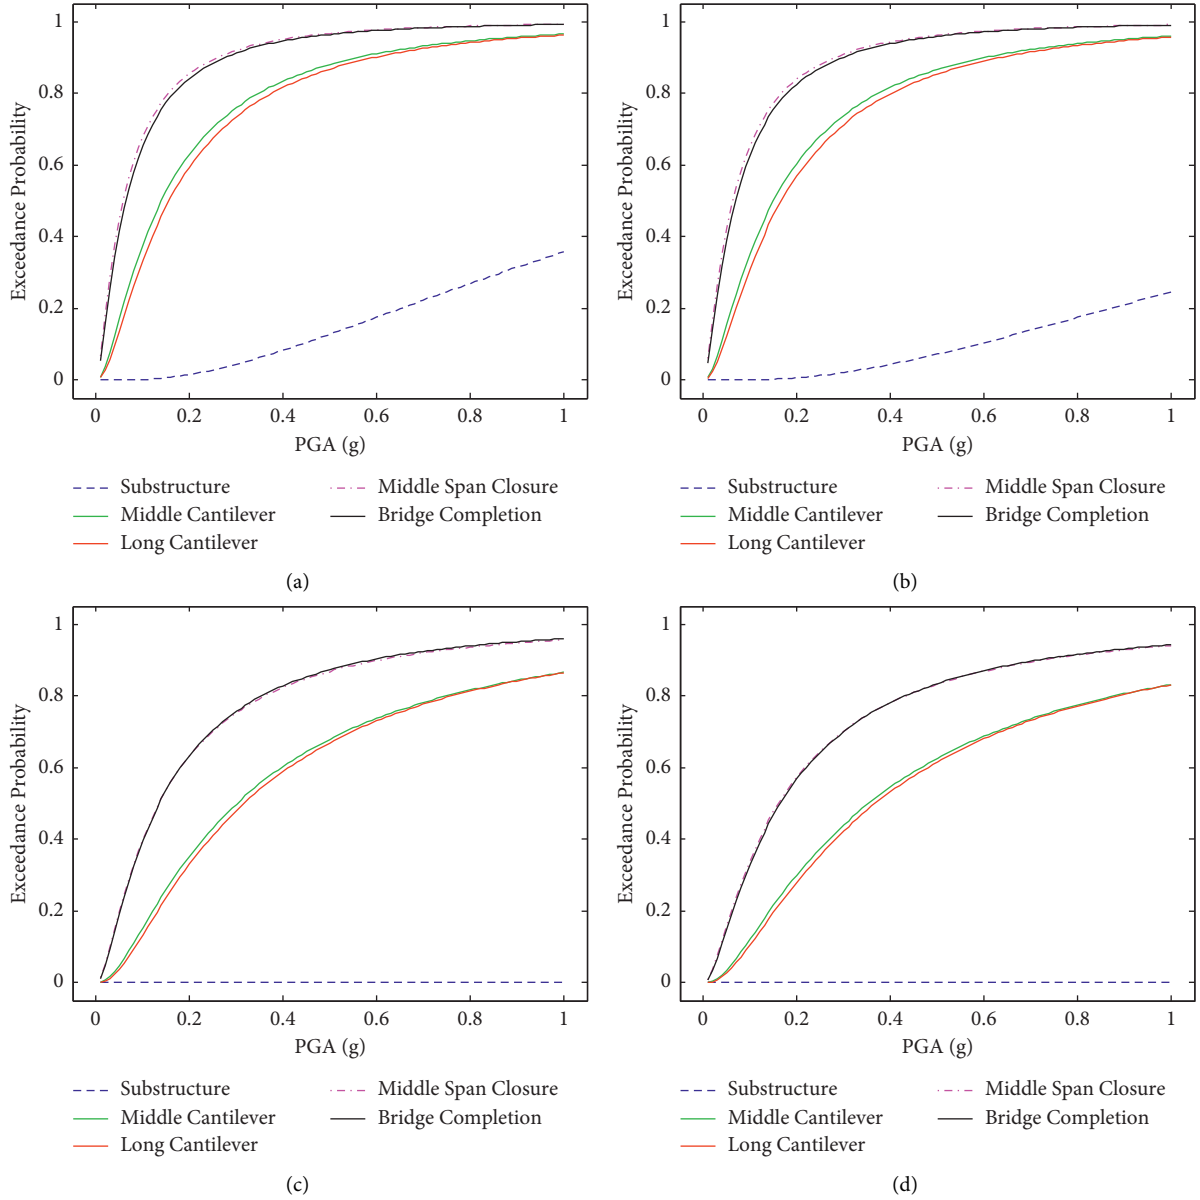 1
0.8
0.6
0.4
0.2
0
Exceedance Probability
0 0.2 0.4 0.6 0.8 1
PGA (g)
Substructure
Middle Cantilever
Long Cantilever
Middle Span Closure
Bridge Completion
(a)
1
0.8
0.6
0.4
0.2
0
Exceedance Probability
0 0.2 0.4 0.6 0.8 1
PGA (g)
Substructure
Middle Cantilever
Long Cantilever
Middle Span Closure
Bridge Completion
(b)
1
0.8
0.6
0.4
0.2
0
Exceedance Probability
0 0.2 0.4 0.6 0.8 1
PGA (g)
Substructure
Middle Cantilever
Long Cantilever
Middle Span Closure
Bridge Completion
(c)
1
0.8
0.6
0.4
0.2
0
Exceedance Probability
0 0.2 0.4 0.6 0.8 1
PGA (g)
Substructure
Middle Cantilever
Long Cantilever
Middle Span Closure
Bridge Completion
(d)